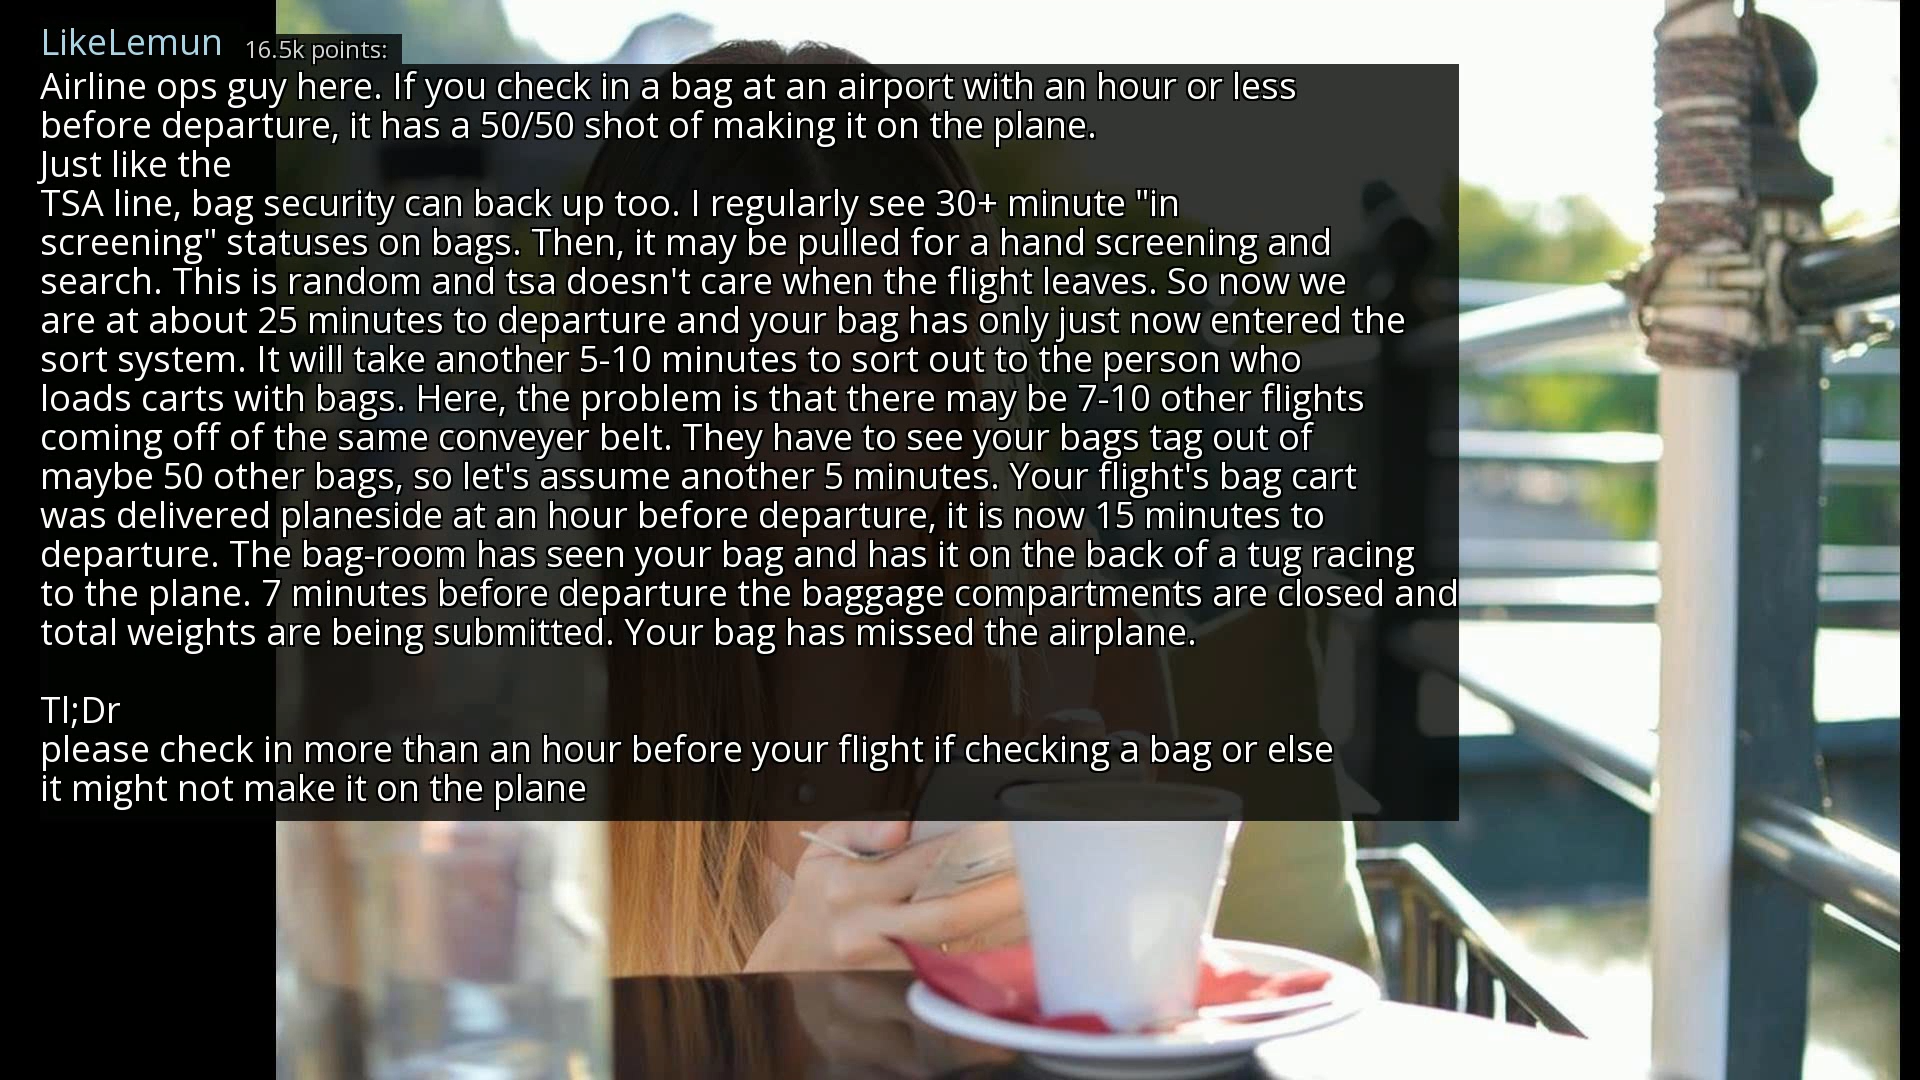 LikeLemun 16.5k points:
Airline ops guy here. If you check in a bag at an airport with an hour or less
before departure, it has a 50/50 shot of making it on the plane.
Just like the
TSA line, bag security can back up too. I regularly see 30+ minute "in
screening" statuses on bags. Then, it may be pulled for a hand screening and
search. This is random and tsa doesn't care when the flight leaves. So now we
are at about 25 minutes to departure and your bag has only just now entered the
sort system. It will take another 5-10 minutes to sort out to the person who
loads carts with bags. Here, the problem is that there may be 7-10 other flights
coming off of the same conveyer belt. They have to see your bags tag out of
maybe 50 other bags, so let's assume another 5 minutes. Your flight's bag cart
was delivered planeside at an hour before departure, it is now 15 minutes to
departure. The bag-room has seen your bag and has it on the back of a tug racing
to the plane. 7 minutes before departure the baggage compartments are closed and
total weights are being submitted. Your bag has missed the airplane.
Tl;Dr
please check in more than an hour before your flight if checking a bag or else
it might not make it on the plane